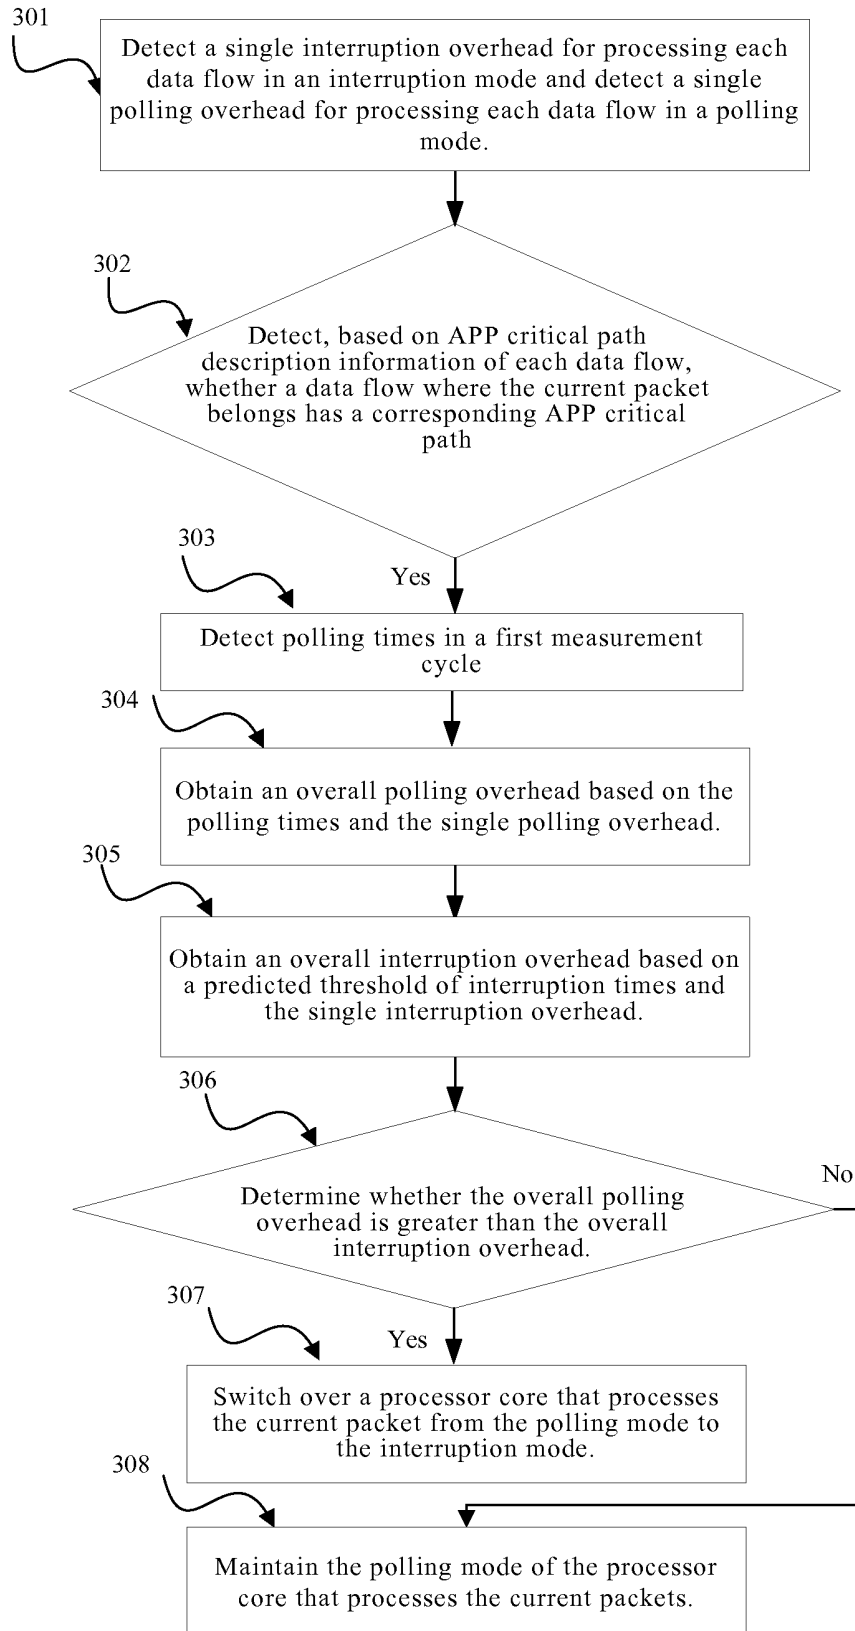 301
Detect a single interruption overhead for processing each
data flow in an interruption mode and detect a single
polling overhead for processing each data flow in a polling
mode.
302
Detect, based on APP critical path
description information of each data flow,
whether a data flow where the current packet
belongs has a corresponding APP critical
path
303
Yes
Detect polling times in a first measurement
cycle
304
Obtain an overall polling overhead based on the
polling times and the single polling overhead.
305
Obtain an overall interruption overhead based on
a predicted threshold of interruption times and
the single interruption overhead.
306
No
Determine whether the overall polling
overhead is greater than the overall
interruption overhead.
307
Yes
Switch over a processor core that processes
the current packet from the polling mode to
the interruption mode.
308
Maintain the polling mode of the processor
core that processes the current packets.